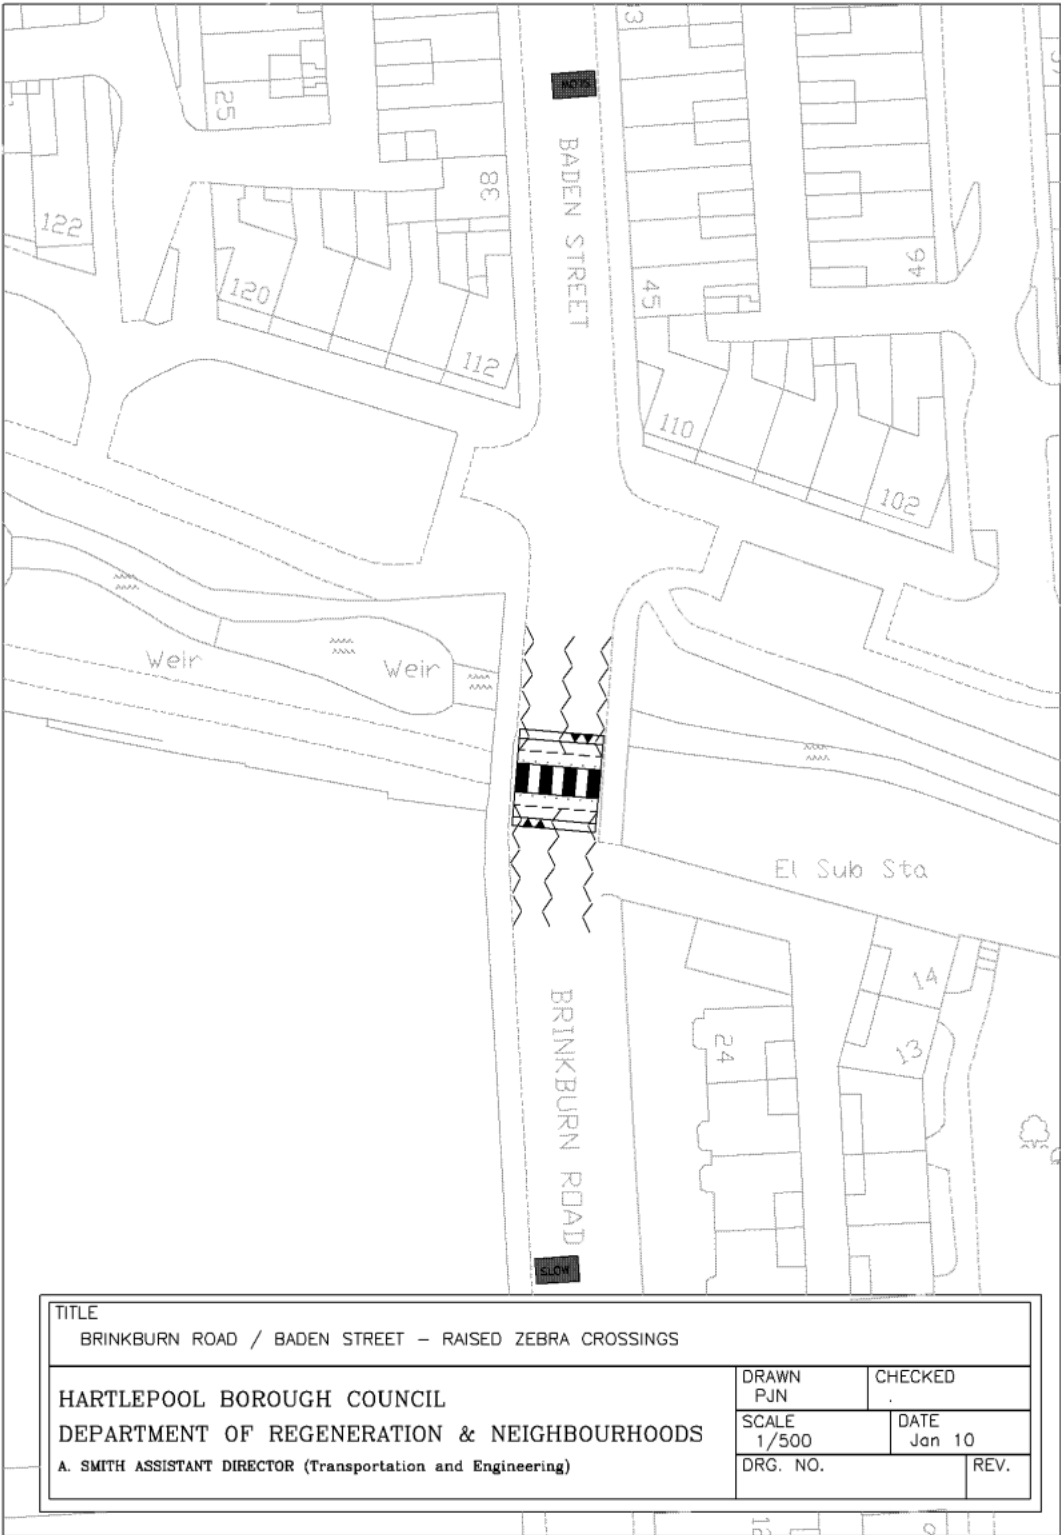 25
38
BADEN STREET
122
120
112
45
46
110
102
Weir
Weir
El Sub Sta
BRINKBURN ROAD
24
14
13
SLOW
TITLE
BRINKBURN ROAD / BADEN STREET – RAISED ZEBRA CROSSINGS
HARTLEPOOL BOROUGH COUNCIL
DEPARTMENT OF REGENERATION & NEIGHBOURHOODS
A. SMITH ASSISTANT DIRECTOR (Transportation and Engineering)
DRAWN
PJN
CHECKED
.
SCALE
1/500
DATE
Jan 10
DRG. NO.
REV.